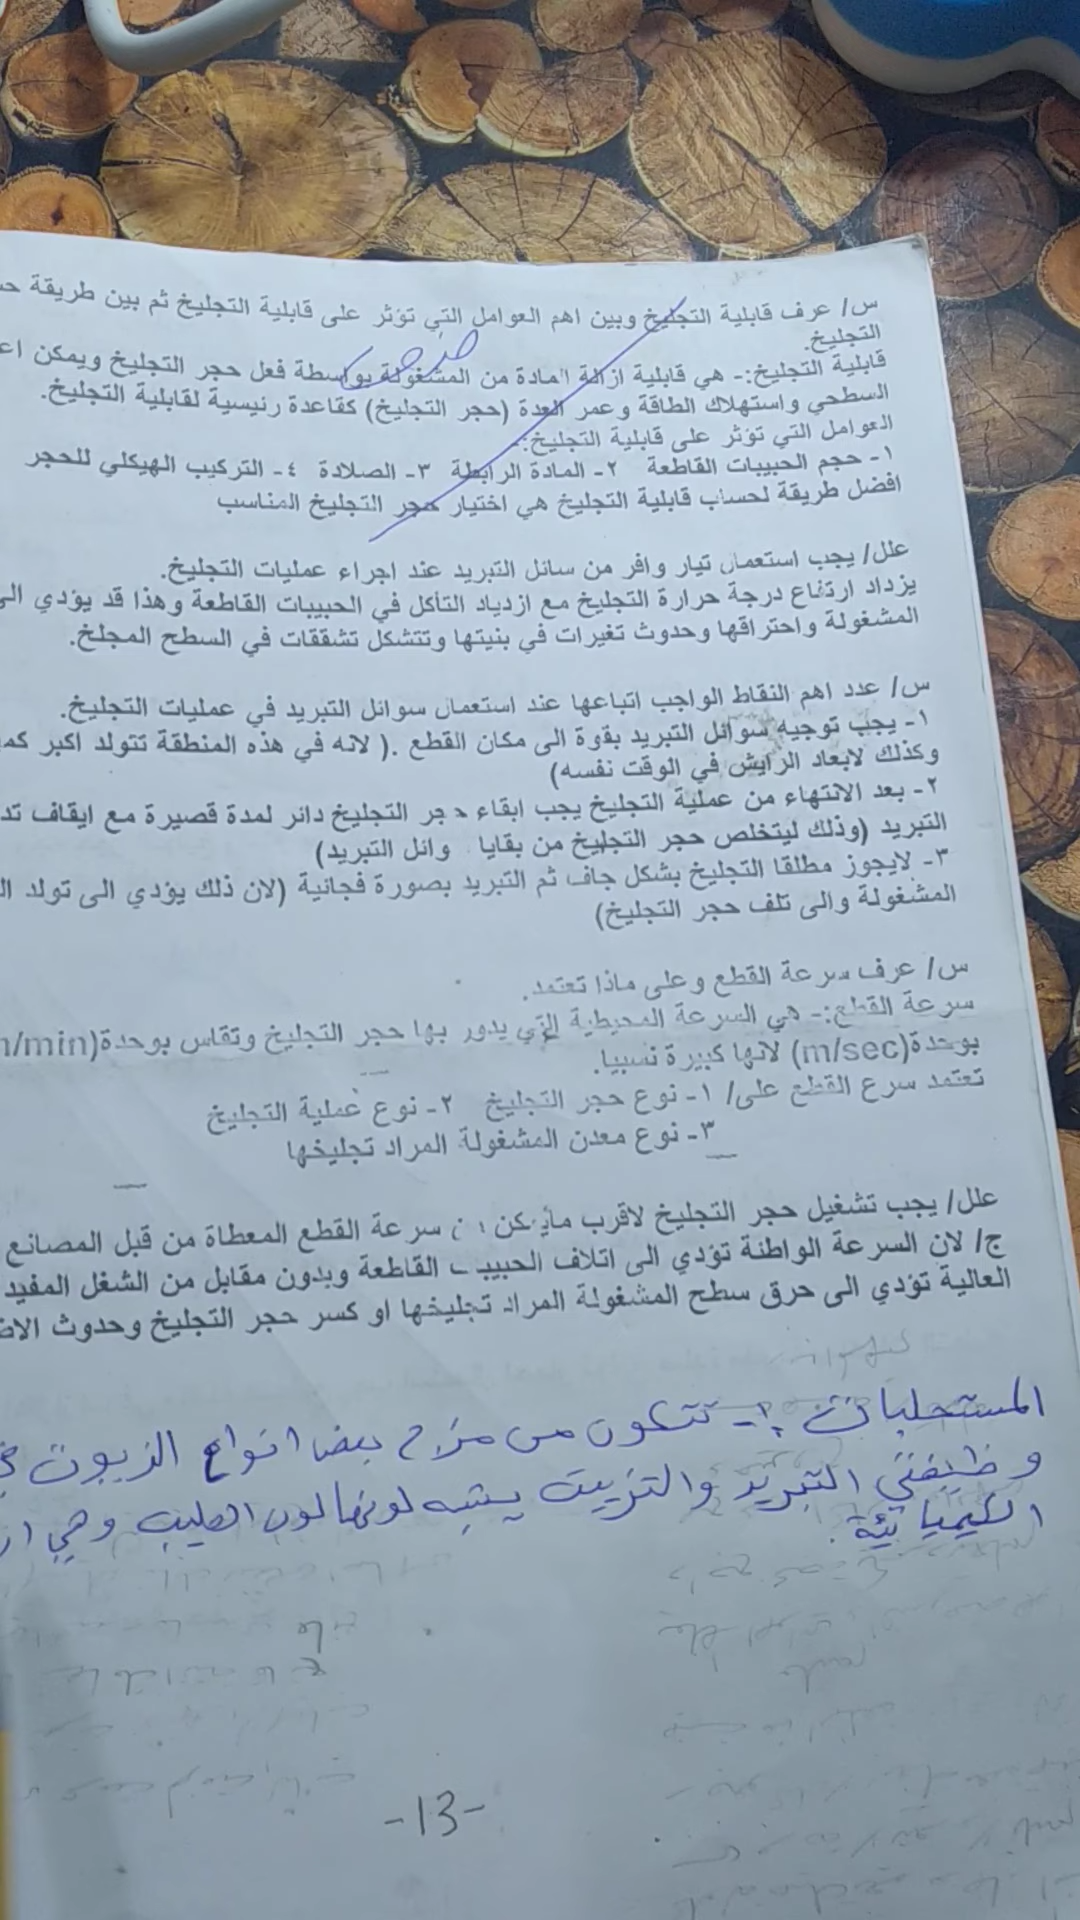 س/ عرف قابلية التجليخ وبين اهم العوامل التي تؤثر على قابلية التجليخ ثم بين طريقة
التجليخ.
قابلية التجليخ:- هي قابلية ازالة المادة من المشغولة بواسطة فعل حجر التجليخ ويمكن
السطحي واستهلاك الطاقة وعمر العدة (حجر التجليخ) كقاعدة رئيسية لقابلية التجليخ.
العوامل التي تؤثر على قابلية التجليخ:-
١- حجم الحبيبات القاطعة ٢- المادة الرابطة ٣- الصلادة ٤- التركيب الهيكلي للحجر
افضل طريقة لحساب قابلية التجليخ هي اختيار حجر التجليخ المناسب
علل/ يجب استعمال تيار وافر من سائل التبريد عند اجراء عمليات التجليخ.
يزداد ارتفاع درجة حرارة التجليخ مع ازدياد التأكل في الحبيبات القاطعة وهذا قد يؤدي
المشغولة واحتراقها وحدوث تغيرات في بنيتها وتتشكل تشققات في السطح المجلخ.
س/ عدد اهم النقاط الواجب اتباعها عند استعمال سوائل التبريد في عمليات التجليخ.
١- يجب توجيه سوائل التبريد بقوة الى مكان القطع .( لانه في هذه المنطقة تتولد اكبر
وكذلك لابعاد الرايش في الوقت نفسه)
٢- بعد الانتهاء من عملية التجليخ يجب ابقاء حجر التجليخ دائر لمدة قصيرة مع ايقاف
التبريد (وذلك ليتخلص حجر التجليخ من بقايا وائل التبريد)
٣- لايجوز مطلقا التجليخ بشكل جاف ثم التبريد بصورة فجائية (لان ذلك يؤدي الى تولد
المشغولة والى تلف حجر التجليخ)
س/ عرف سرعة القطع وعلى ماذا تعتمد.
سرعة القطع:- هي السرعة المحيطية التي يدور بها حجر التجليخ وتقاس بوحدة(m/min
بوحدة(m/sec) لانها كبيرة نسبيا.
تعتمد سرع القطع على/ ١- نوع حجر التجليخ ٢- نوع عملية التجليخ
٣- نوع معدن المشغولة المراد تجليخها
علل/ يجب تشغيل حجر التجليخ لاقرب مايمكن من سرعة القطع المعطاة من قبل المصانع
ج/ لان السرعة الواطئة تؤدي الى اتلاف الحبيبات القاطعة وبدون مقابل من الشغل المفيد
العالية تؤدي الى حرق سطح المشغولة المراد تجليخها او كسر حجر التجليخ وحدوث
المستحلبات :- تتكون من مزج بعض انواع الزيوت
وظيفتي التبريد والتزييت يشبه لونها لون الحليب وهي
الكيميائية.
-13-